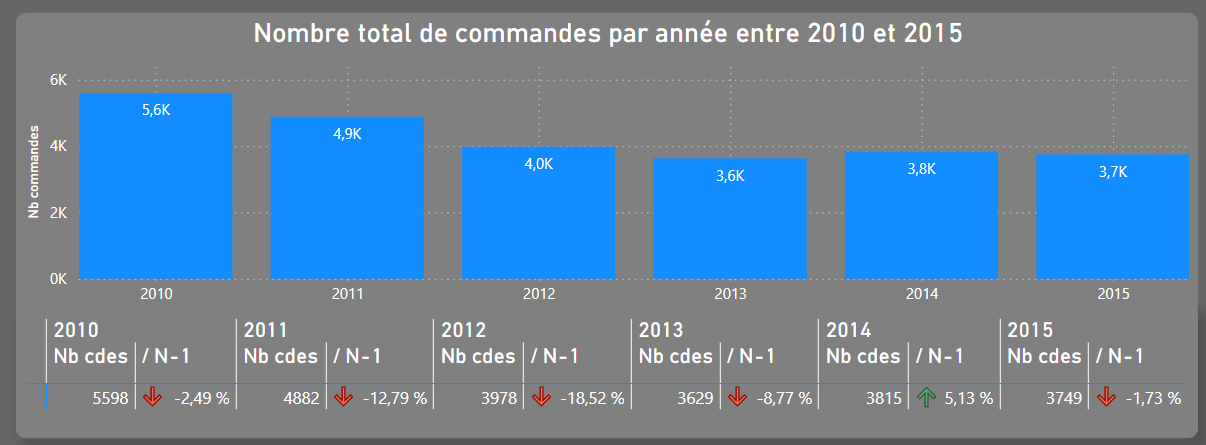 Nombre total de commandes par année entre 2010 et 2015
Nb commandes
6K
4K
2K
0K
5,6K
4,9K
4,0K
3,6K
3,8K
3,7K
2010 2011 2012 2013 2014 2015
2010 2011 2012 2013 2014 2015
Nb cdes / N-1 Nb cdes / N-1 Nb cdes / N-1 Nb cdes / N-1 Nb cdes / N-1 Nb cdes / N-1
5598 -2,49 % 4882 -12,79 % 3978 -18,52 % 3629 -8,77 % 3815 5,13 % 3749 -1,73 %